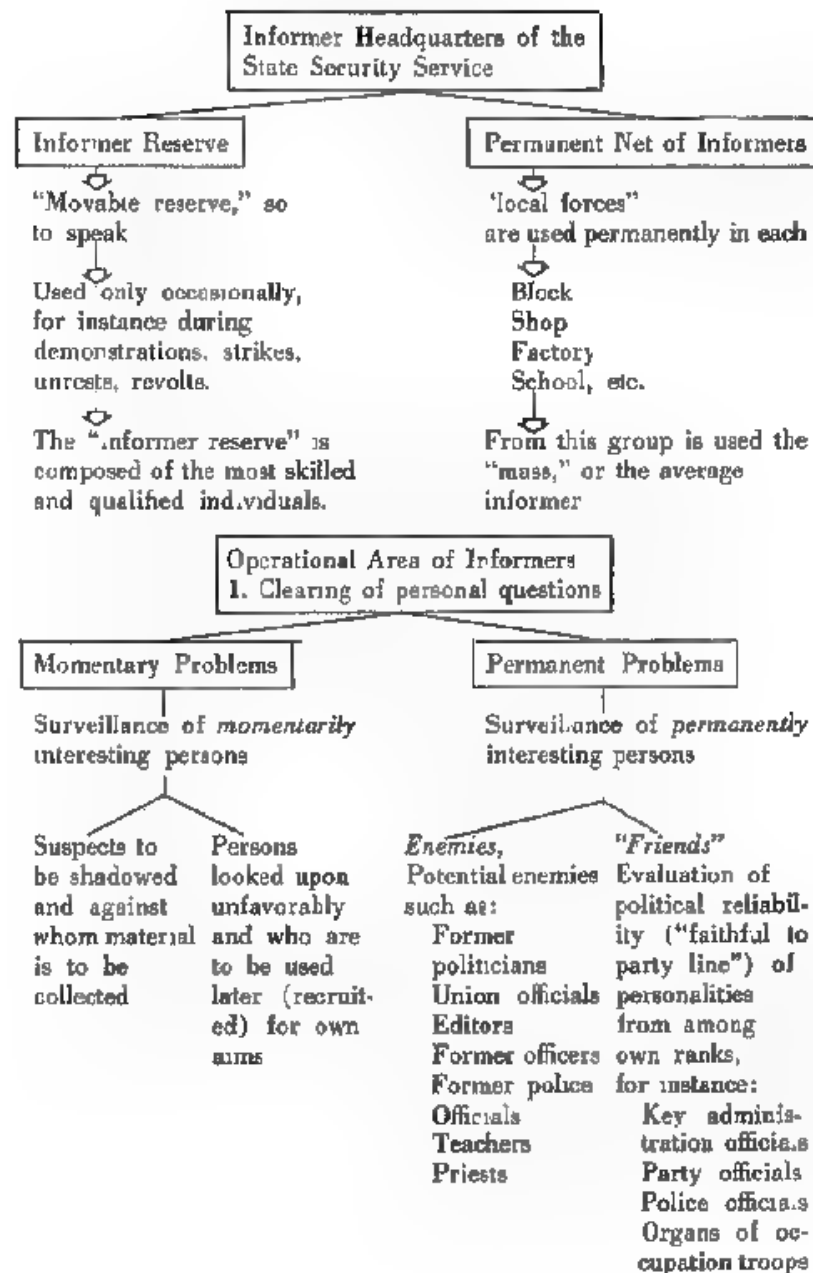 Informer Headquarters of the
State Security Service
Informer Reserve
"Movable reserve," so
to speak
Used only occasionally,
for instance during
demonstrations, strikes,
unrests, revolts.
The "informer reserve" is
composed of the most skilled
and qualified individuals.
Permanent Net of Informers
'local forces"
are used permanently in each
Block
Shop
Factory
School, etc.
From this group is used the
"mass," or the average
informer
Operational Area of Informers
1. Clearing of personal questions
Momentary Problems
Surveillance of momentarily
interesting persons
Suspects to
be shadowed
and against
whom material
is to be
collected
Persons
looked upon
unfavorably
and who are
to be used
later (recruit-
ed) for own
aims
Permanent Problems
Surveillance of permanently
interesting persons
Enemies,
Potential enemies
such as:
Former
politicians
Union officials
Editors
Former officers
Former police
Officials
Teachers
Priests
"Friends"
Evaluation of
political reliabil-
ity ("faithful to
party line") of
personalities
from among
own ranks,
for instance:
Key adminis-
tration officials
Party officials
Police officials
Organs of oc-
cupation troops